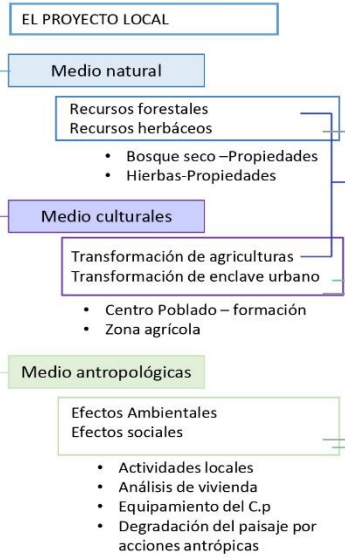 EL PROYECTO LOCAL
Medio natural
Recursos forestales
Recursos herbáceos
• Bosque seco –Propiedades
• Hierbas-Propiedades
Medio culturales
Transformación de agriculturas
Transformación de enclave urbano
• Centro Poblado – formación
• Zona agrícola
Medio antropológicas
Efectos Ambientales
Efectos sociales
• Actividades locales
• Análisis de vivienda
• Equipamiento del C.p
• Degradación del paisaje por
acciones antrópicas